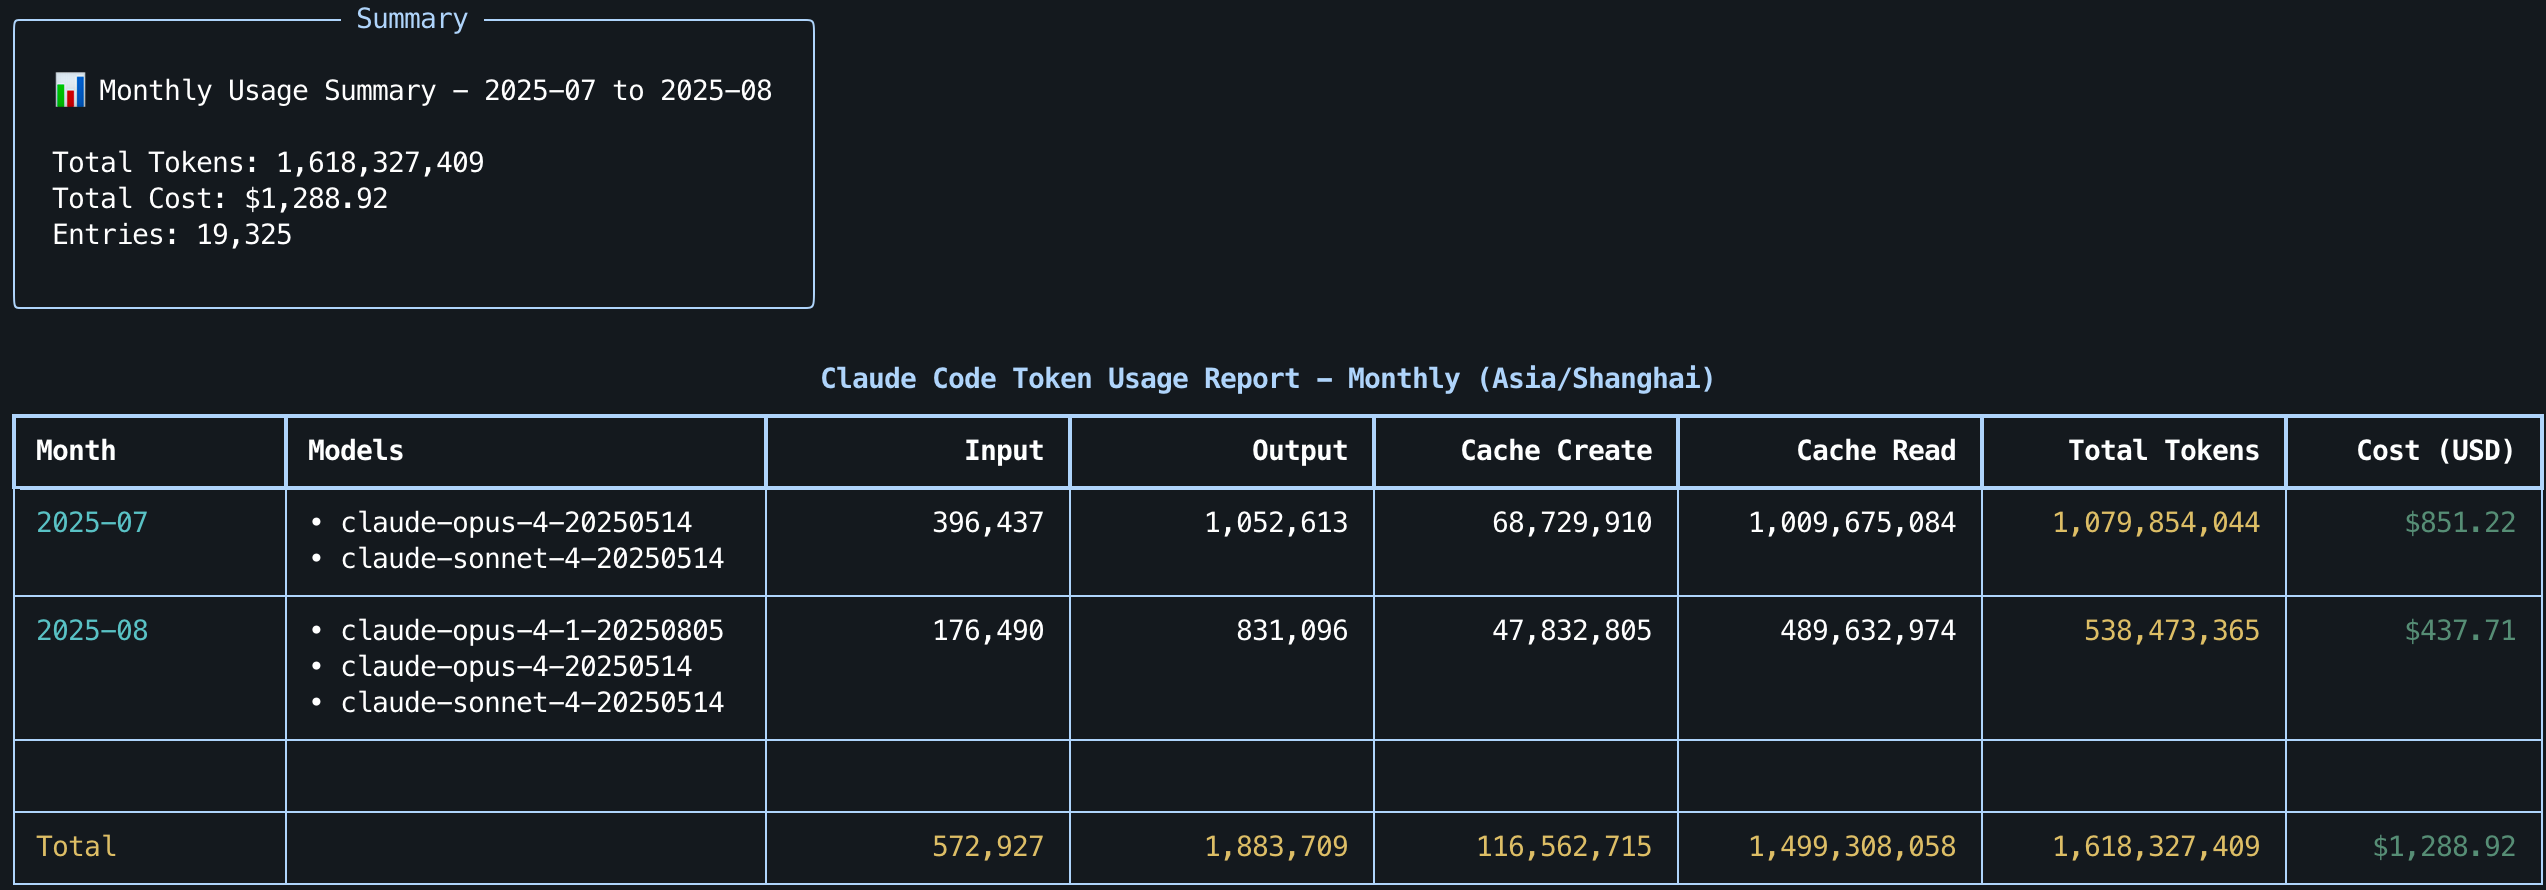 Summary
📊 Monthly Usage Summary - 2025-07 to 2025-08
Total Tokens: 1,618,327,409
Total Cost: $1,288.92
Entries: 19,325
Claude Code Token Usage Report - Monthly (Asia/Shanghai)
Month Models Input Output Cache Create Cache Read Total Tokens Cost (USD)
2025-07 • claude-opus-4-20250514 396,437 1,052,613 68,729,910 1,009,675,084 1,079,854,044 $851.22
• claude-sonnet-4-20250514
2025-08 • claude-opus-4-1-20250805 176,490 831,096 47,832,805 489,632,974 538,473,365 $437.71
• claude-opus-4-20250514
• claude-sonnet-4-20250514
Total 572,927 1,883,709 116,562,715 1,499,308,058 1,618,327,409 $1,288.92